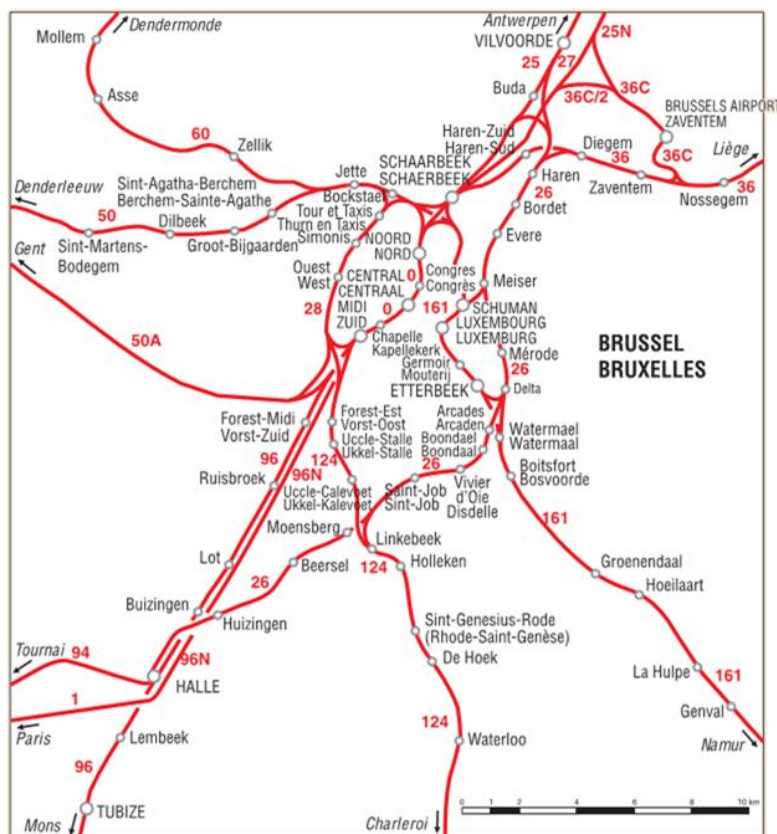 Antwerpen
VILVOORDE
25N
Dendermonde
Mollem
25
27
Buda
36C
36C/2
Asse
BRUSSELS AIRPORT
ZAVENTEM
60
Haren-Zuid
Haren-Sud
Diegem
36C
Liège
Zellik
SCHAARBEEK
SCHAERBEEK
36
Jette
Haren
Denderleeuw
Sint-Agatha-Berchem
Berchem-Sainte-Agathe
Bockstael
26
Zaventem
36
Nossegem
50
Dilbeek
Tour et Taxis
Thurn en Taxis
Bordet
Sint-Martens-
Bodegem
Groot-Bijgaarden
Simonis
NOORD
NORD
Evere
Gent
Ouest
West
CENTRAL
CENTRAAL
0
Congres
Congrès
Meiser
28
MIDI
ZUID
0
161
SCHUMAN
LUXEMBOURG
LUXEMBURG
50A
Chapelle
Kapellekerk
Germoir
Mouterij
Mérode
26
BRUSSEL
BRUXELLES
ETTERBEEK
Delta
Forest-Midi
Vorst-Zuid
Forest-Est
Vorst-Oost
Arcades
Arcaden
Watermael
Watermaal
Uccle-Stalle
Ukkel-Stalle
Boondael
Boondaal
96
96N
124
26
Ruisbroek
Uccle-Calevoet
Ukkel-Kalevoet
Saint-Job
Sint-Job
Vivier
d'Oie
Disdelle
Boitsfort
Bosvoorde
161
Moensberg
Linkebeek
Lot
Beersel
124
Holleken
Groenendaal
26
Hoeilaart
Buizingen
Huizingen
Sint-Genesius-Rode
(Rhode-Saint-Genèse)
Tournai
94
96N
De Hoek
HALLE
La Hulpe
161
1
Genval
Paris
124
Lembeek
Waterloo
Namur
96
TUBIZE
0 1 2 4 6 8 10 km
Mons
Charleroi